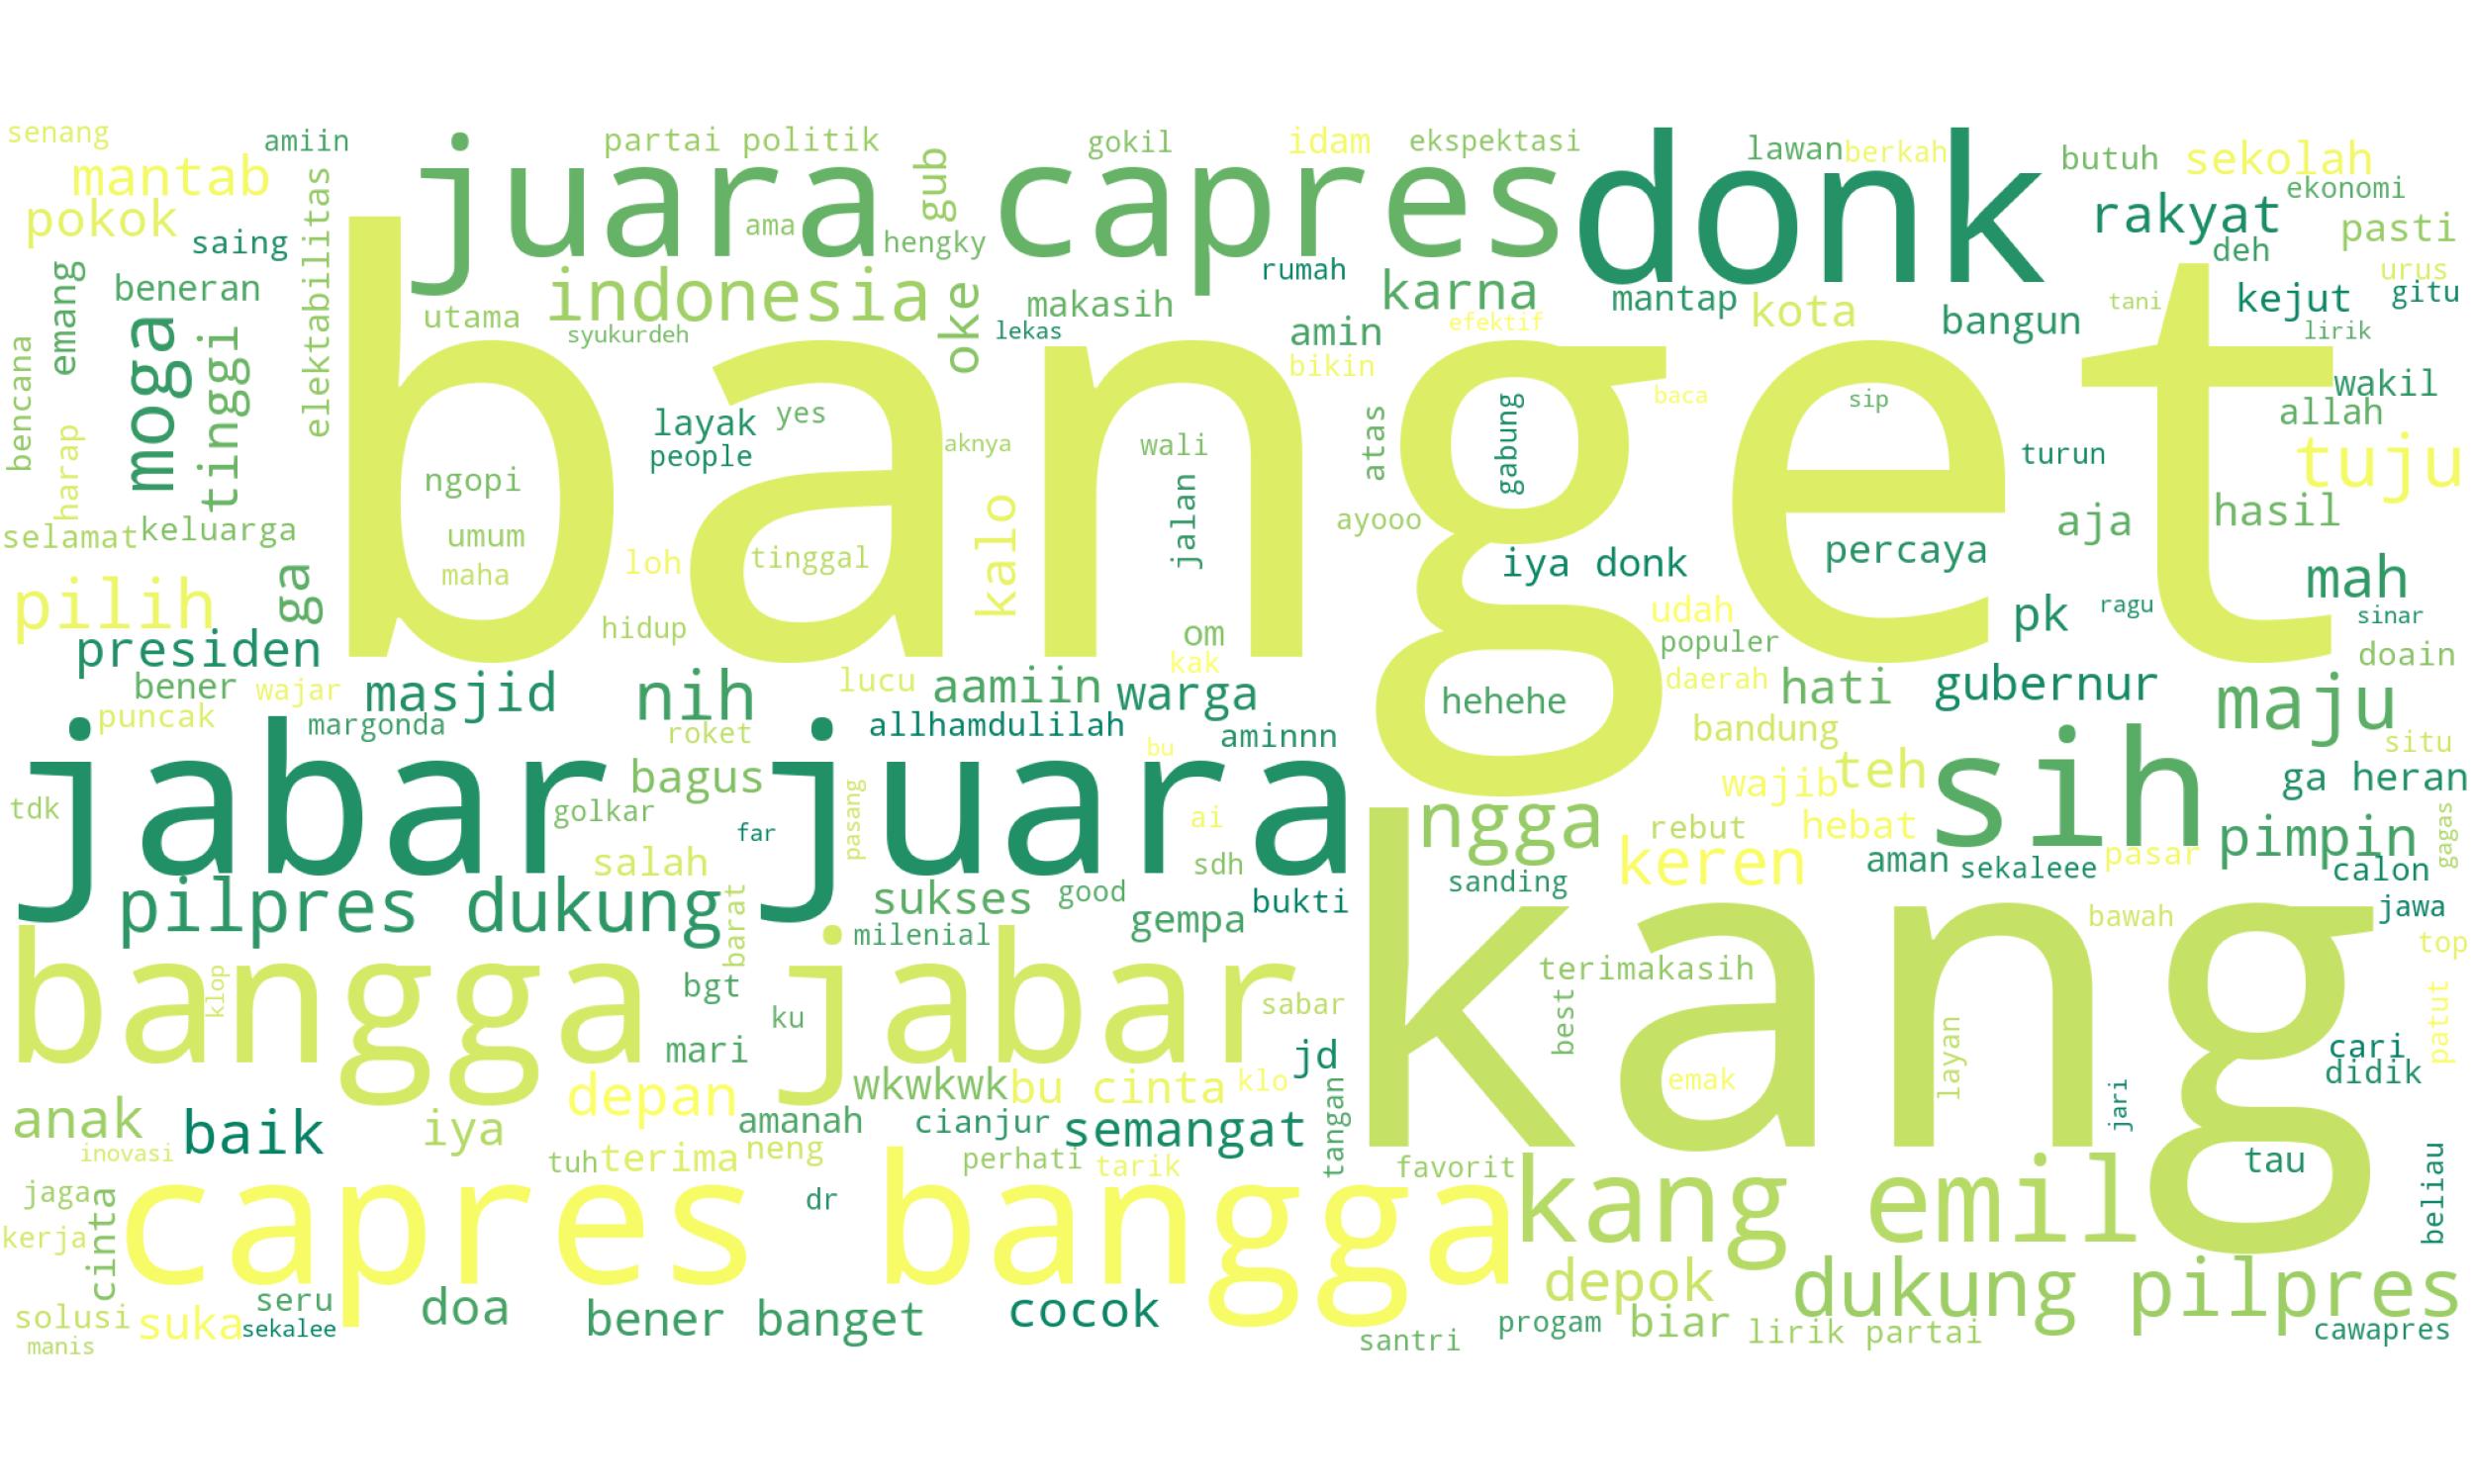 senang
amiin
partai politik
gokil
idam
ekspektasi
lawan
berkah
butuh
sekolah
mantab
juara capres
donk
ekonomi
pokok
saing
elektabilitas
ama
gub
hengky
rakyat
pasti
deh
emang
beneran
indonesia
oke
makasih
rumah
karna
mantap
kota
bangun
tani
kejut
urus
gitu
moga
tinggi
utama
syukurdeh
lekas
amin
efektif
lirik
bencana
banget
bikin
baca
sip
wakil
harap
layak
yes
people
aknya
wali
atas
gabung
turun
allah
tuju
ngopi
selamat
keluarga
umum
maha
loh
tinggal
kalo
jalan
ayooo
iya donk
percaya
aja
hasil
pilih
ga
hidup
om
udah
populer
pk
ragu
mah
sinar
presiden
kak
doain
bener
wajar
masjid
nih
lucu
aamiin
warga
hehehe
daerah
hati
gubernur
maju
puncak
margonda
roket
allhamdulilah
bu
aminnn
bandung
situ
jabar juara
bagus
wajib
teh
sih
ga heran
tdk
golkar
far
pasang
ai
ngga
rebut
hebat
pimpin
gagas
salah
sdh
keren
aman
sekaleee
pasar
calon
pilpres dukung
barat
sukses
good
gempa
bukti
sanding
kang
bawah
jawa
milenial
top
bangga jabar
klop
bgt
ku
sabar
terimakasih
best
patut
mari
jd
emak
layan
jari
cari
didik
depan
wkwkwk
bu cinta
klo
anak
baik
iya
amanah
cianjur
semangat
tangan
inovasi
tuh
terima
neng
perhati
tarik
favorit
tau
beliau
jaga
cinta
capres bangga
dr
kang emil
kerja
depok
dukung pilpres
solusi
suka
seru
sekalee
doa
bener banget
cocok
progam
biar
lirik partai
cawapres
manis
santri